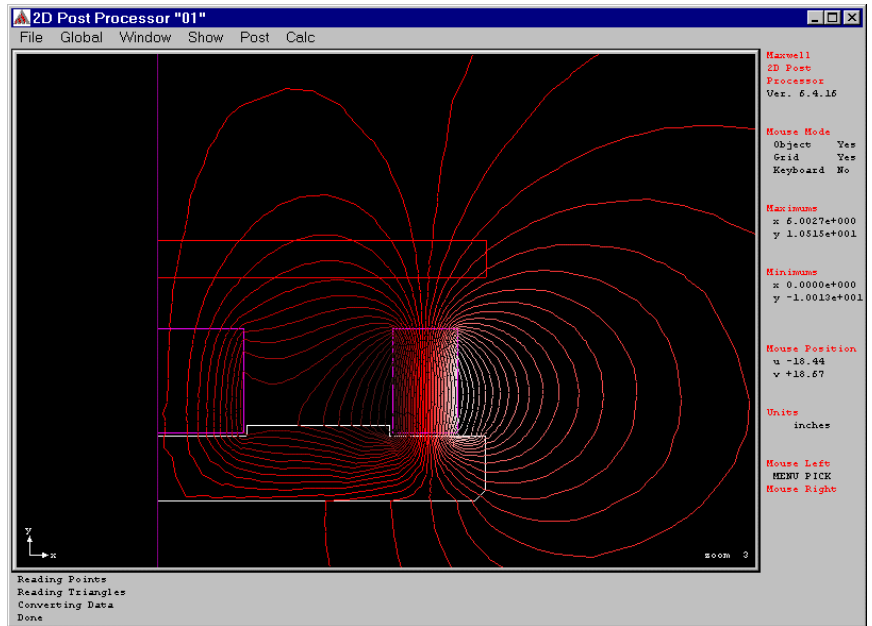 2D Post Processor "01"
File Global Window Show Post Calc
Maxwell
2D Post
Processor
Ver. 6.4.16
Mouse Mode
Object Yes
Grid Yes
Keyboard No
Maximums
x 6.0027e+000
y 1.0515e+001
Minimums
x 0.0000e+000
y -1.0013e+001
Mouse Position
u -18.44
v +18.67
Units
inches
Mouse Left
MENU PICK
Mouse Right
y
x
zoom 3
Reading Points
Reading Triangles
Converting Data
Done